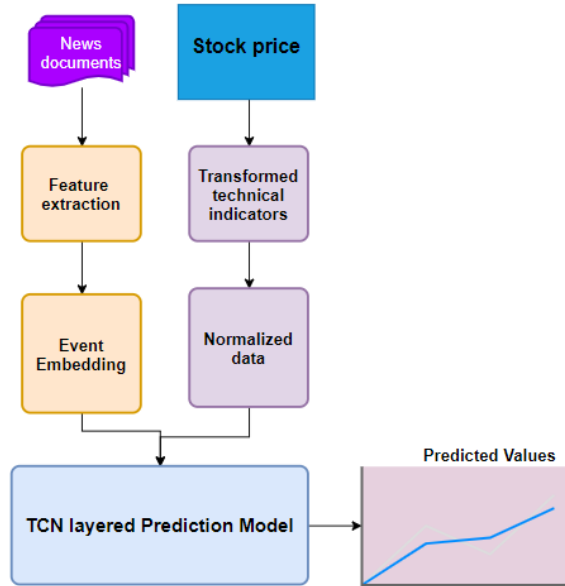 News
documents
Stock price
Feature
extraction
Transformed
technical
indicators
Event
Embedding
Normalized
data
TCN layered Prediction Model
Predicted Values